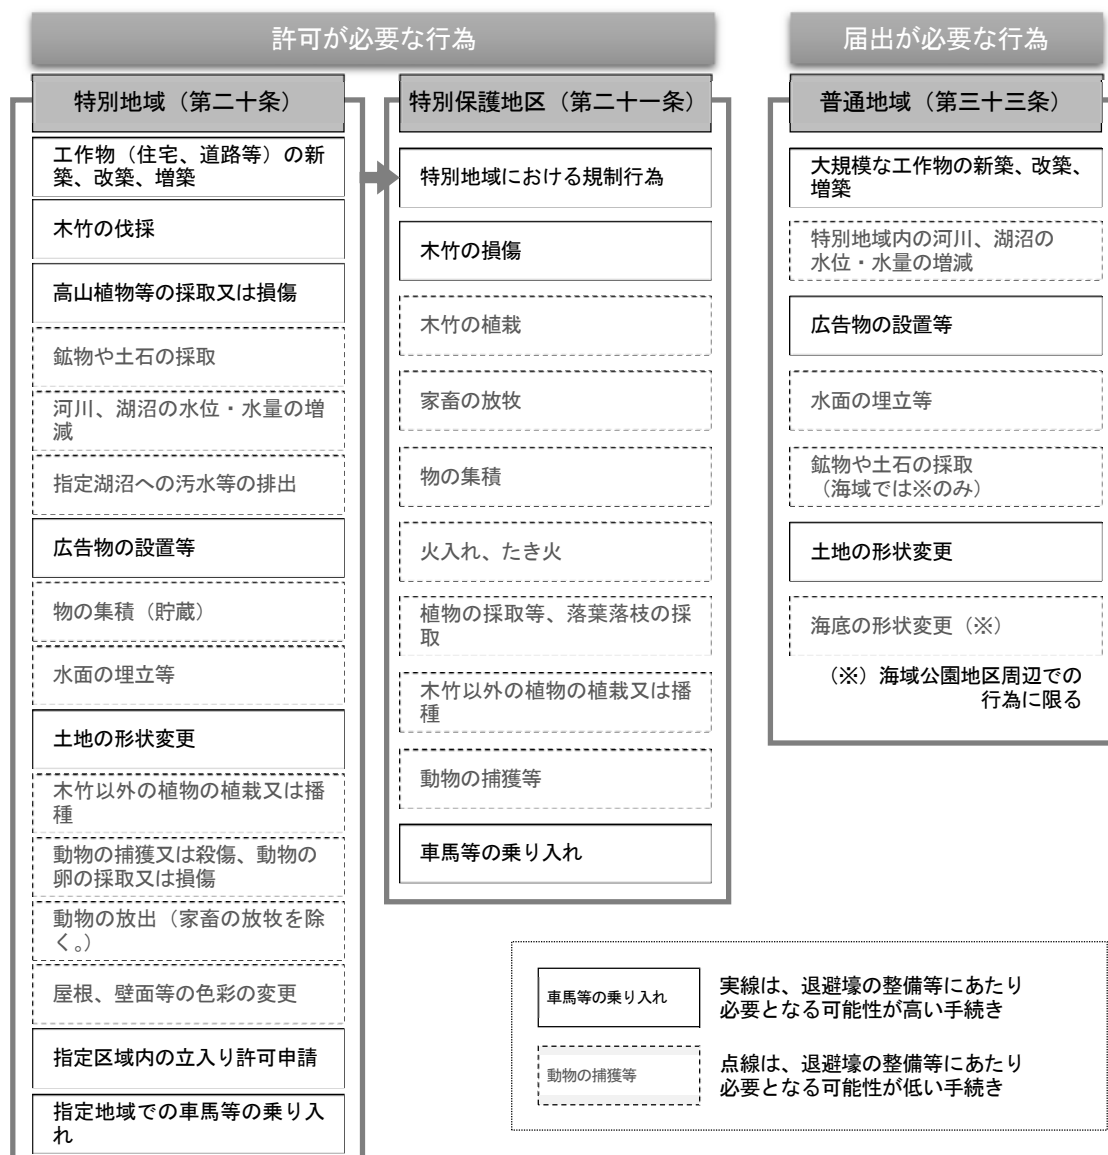 許可が必要な行為
特別地域（第二十条）
工作物（住宅、道路等）の新
築、改築、増築
木竹の伐採
高山植物等の採取又は損傷
鉱物や土石の採取
河川、湖沼の水位・水量の増
減
指定湖沼への汚水等の排出
広告物の設置等
物の集積（貯蔵）
水面の埋立等
土地の形状変更
木竹以外の植物の植栽又は播
種
動物の捕獲又は殺傷、動物の
卵の採取又は損傷
動物の放出（家畜の放牧を除
く。）
屋根、壁面等の色彩の変更
指定区域内の立入り許可申請
指定地域での車馬等の乗り入
れ
特別保護地区（第二十一条）
特別地域における規制行為
木竹の損傷
木竹の植栽
家畜の放牧
物の集積
火入れ、たき火
植物の採取等、落葉落枝の採
取
木竹以外の植物の植栽又は播
種
動物の捕獲等
車馬等の乗り入れ
届出が必要な行為
普通地域（第三十三条）
大規模な工作物の新築、改築、
増築
特別地域内の河川、湖沼の
水位・水量の増減
広告物の設置等
水面の埋立等
鉱物や土石の採取
（海域では※のみ）
土地の形状変更
海底の形状変更（※）
（※）海域公園地区周辺での
行為に限る
車馬等の乗り入れ
実線は、退避壕の整備等にあたり
必要となる可能性が高い手続き
動物の捕獲等
点線は、退避壕の整備等にあたり
必要となる可能性が低い手続き